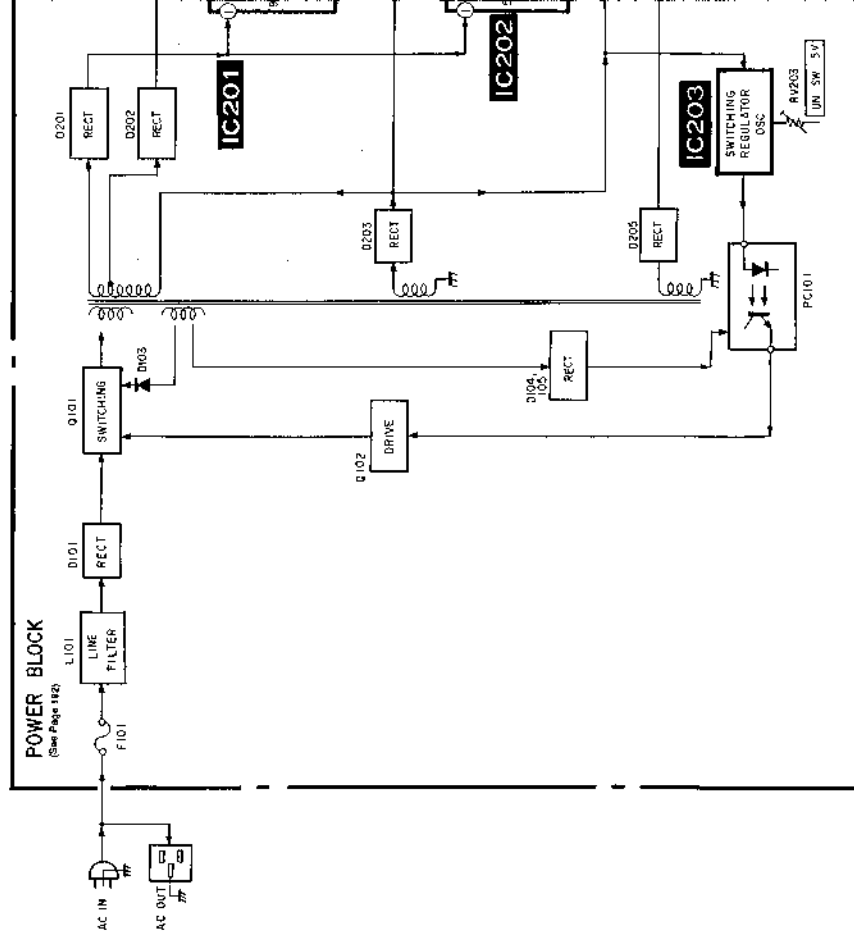 POWER BLOCK
(See Page 192)
AC IN
AC OUT
F101
L101
LINE
FILTER
D101
RECT
Q101
SWITCHING
D103
Q102
DRIVE
D104,
105
RECT
D201
RECT
D202
RECT
D203
RECT
D205
RECT
IC201
IC202
IC203
SWITCHING
REGULATOR
OSC
RV203
UN SW 5V
PC101